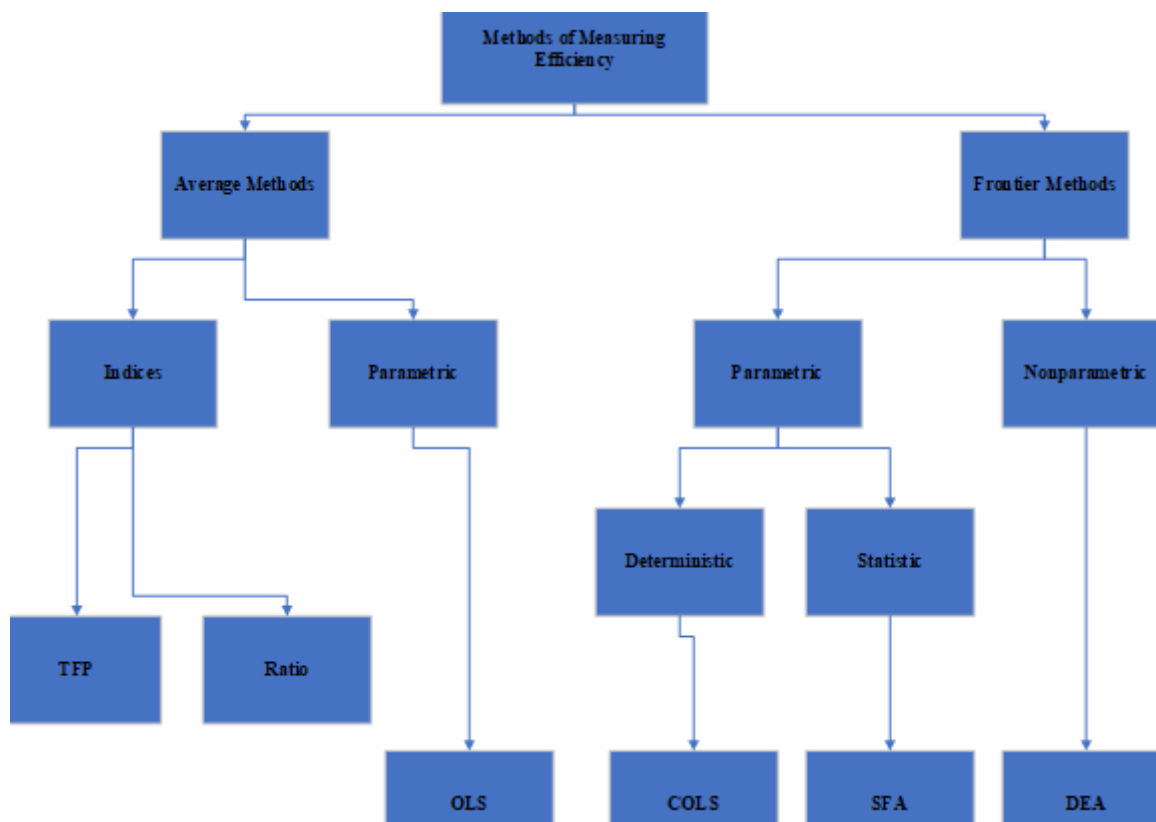 Methods of Measuring
Efficiency
Average Methods
Frontier Methods
Indices
Parametric
Parametric
Nonparametric
Deterministic
Statistic
TFP
Ratio
OLS
COLS
SFA
DEA